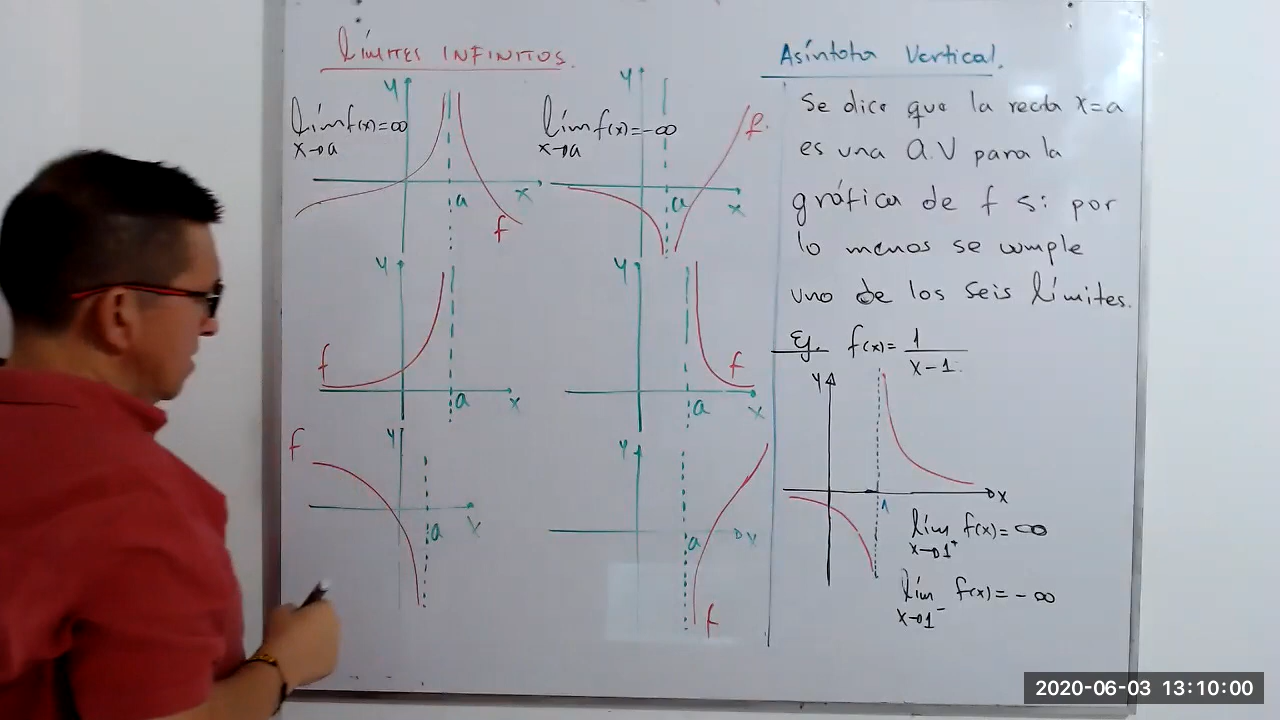 Límites INFINITOS.
lím f(x)=∞
x→a
y
x
a
f
lím f(x)=-∞
x→a
y
x
a
f.
y
x
a
f
y
x
a
f
y
x
a
f
y
x
a
f
Asíntota Vertical.
Se dice que la recta x=a
es una A.V para la
gráfica de f si por
lo menos se cumple
uno de los seis límites.
Ej. f(x)= 1
x-1
y
x
1
lím f(x)=∞
x→1⁺
lím f(x)=-∞
x→1⁻
2020-06-03 13:10:00